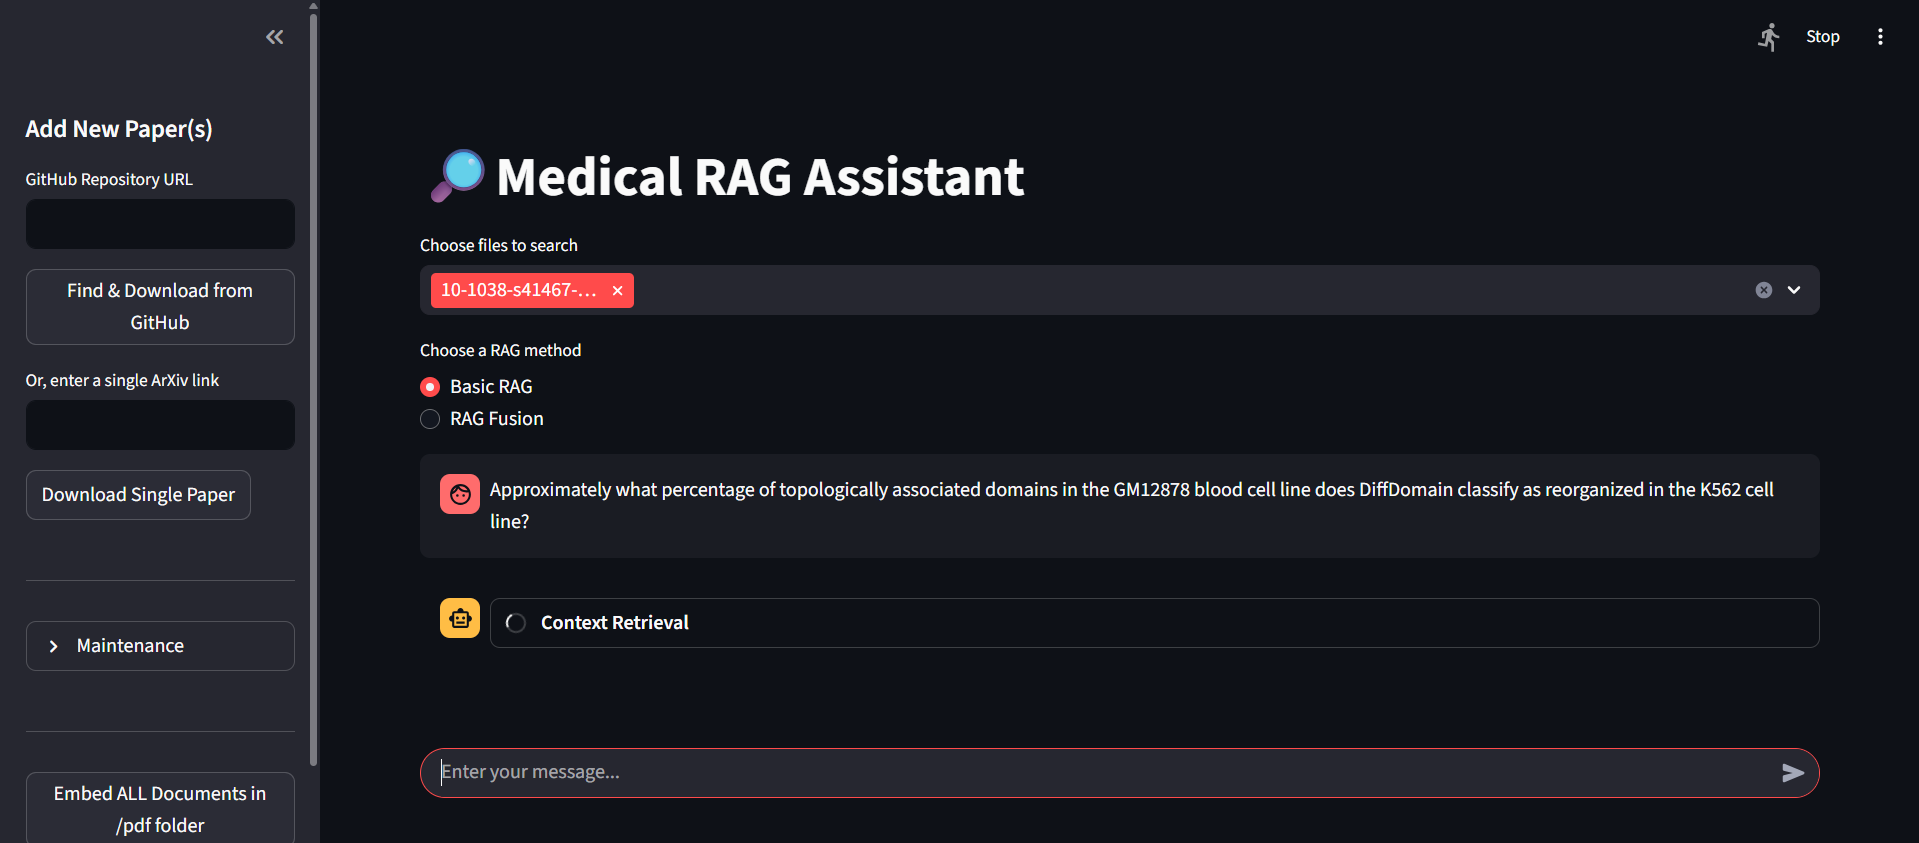 Add New Paper(s)
GitHub Repository URL
Find & Download from
GitHub
Or, enter a single ArXiv link
Download Single Paper
Maintenance
Embed ALL Documents in
/pdf folder
Stop
Medical RAG Assistant
Choose files to search
10-1038-s41467-...
Choose a RAG method
Basic RAG
RAG Fusion
Approximately what percentage of topologically associated domains in the GM12878 blood cell line does DiffDomain classify as reorganized in the K562 cell
line?
Context Retrieval
Enter your message...